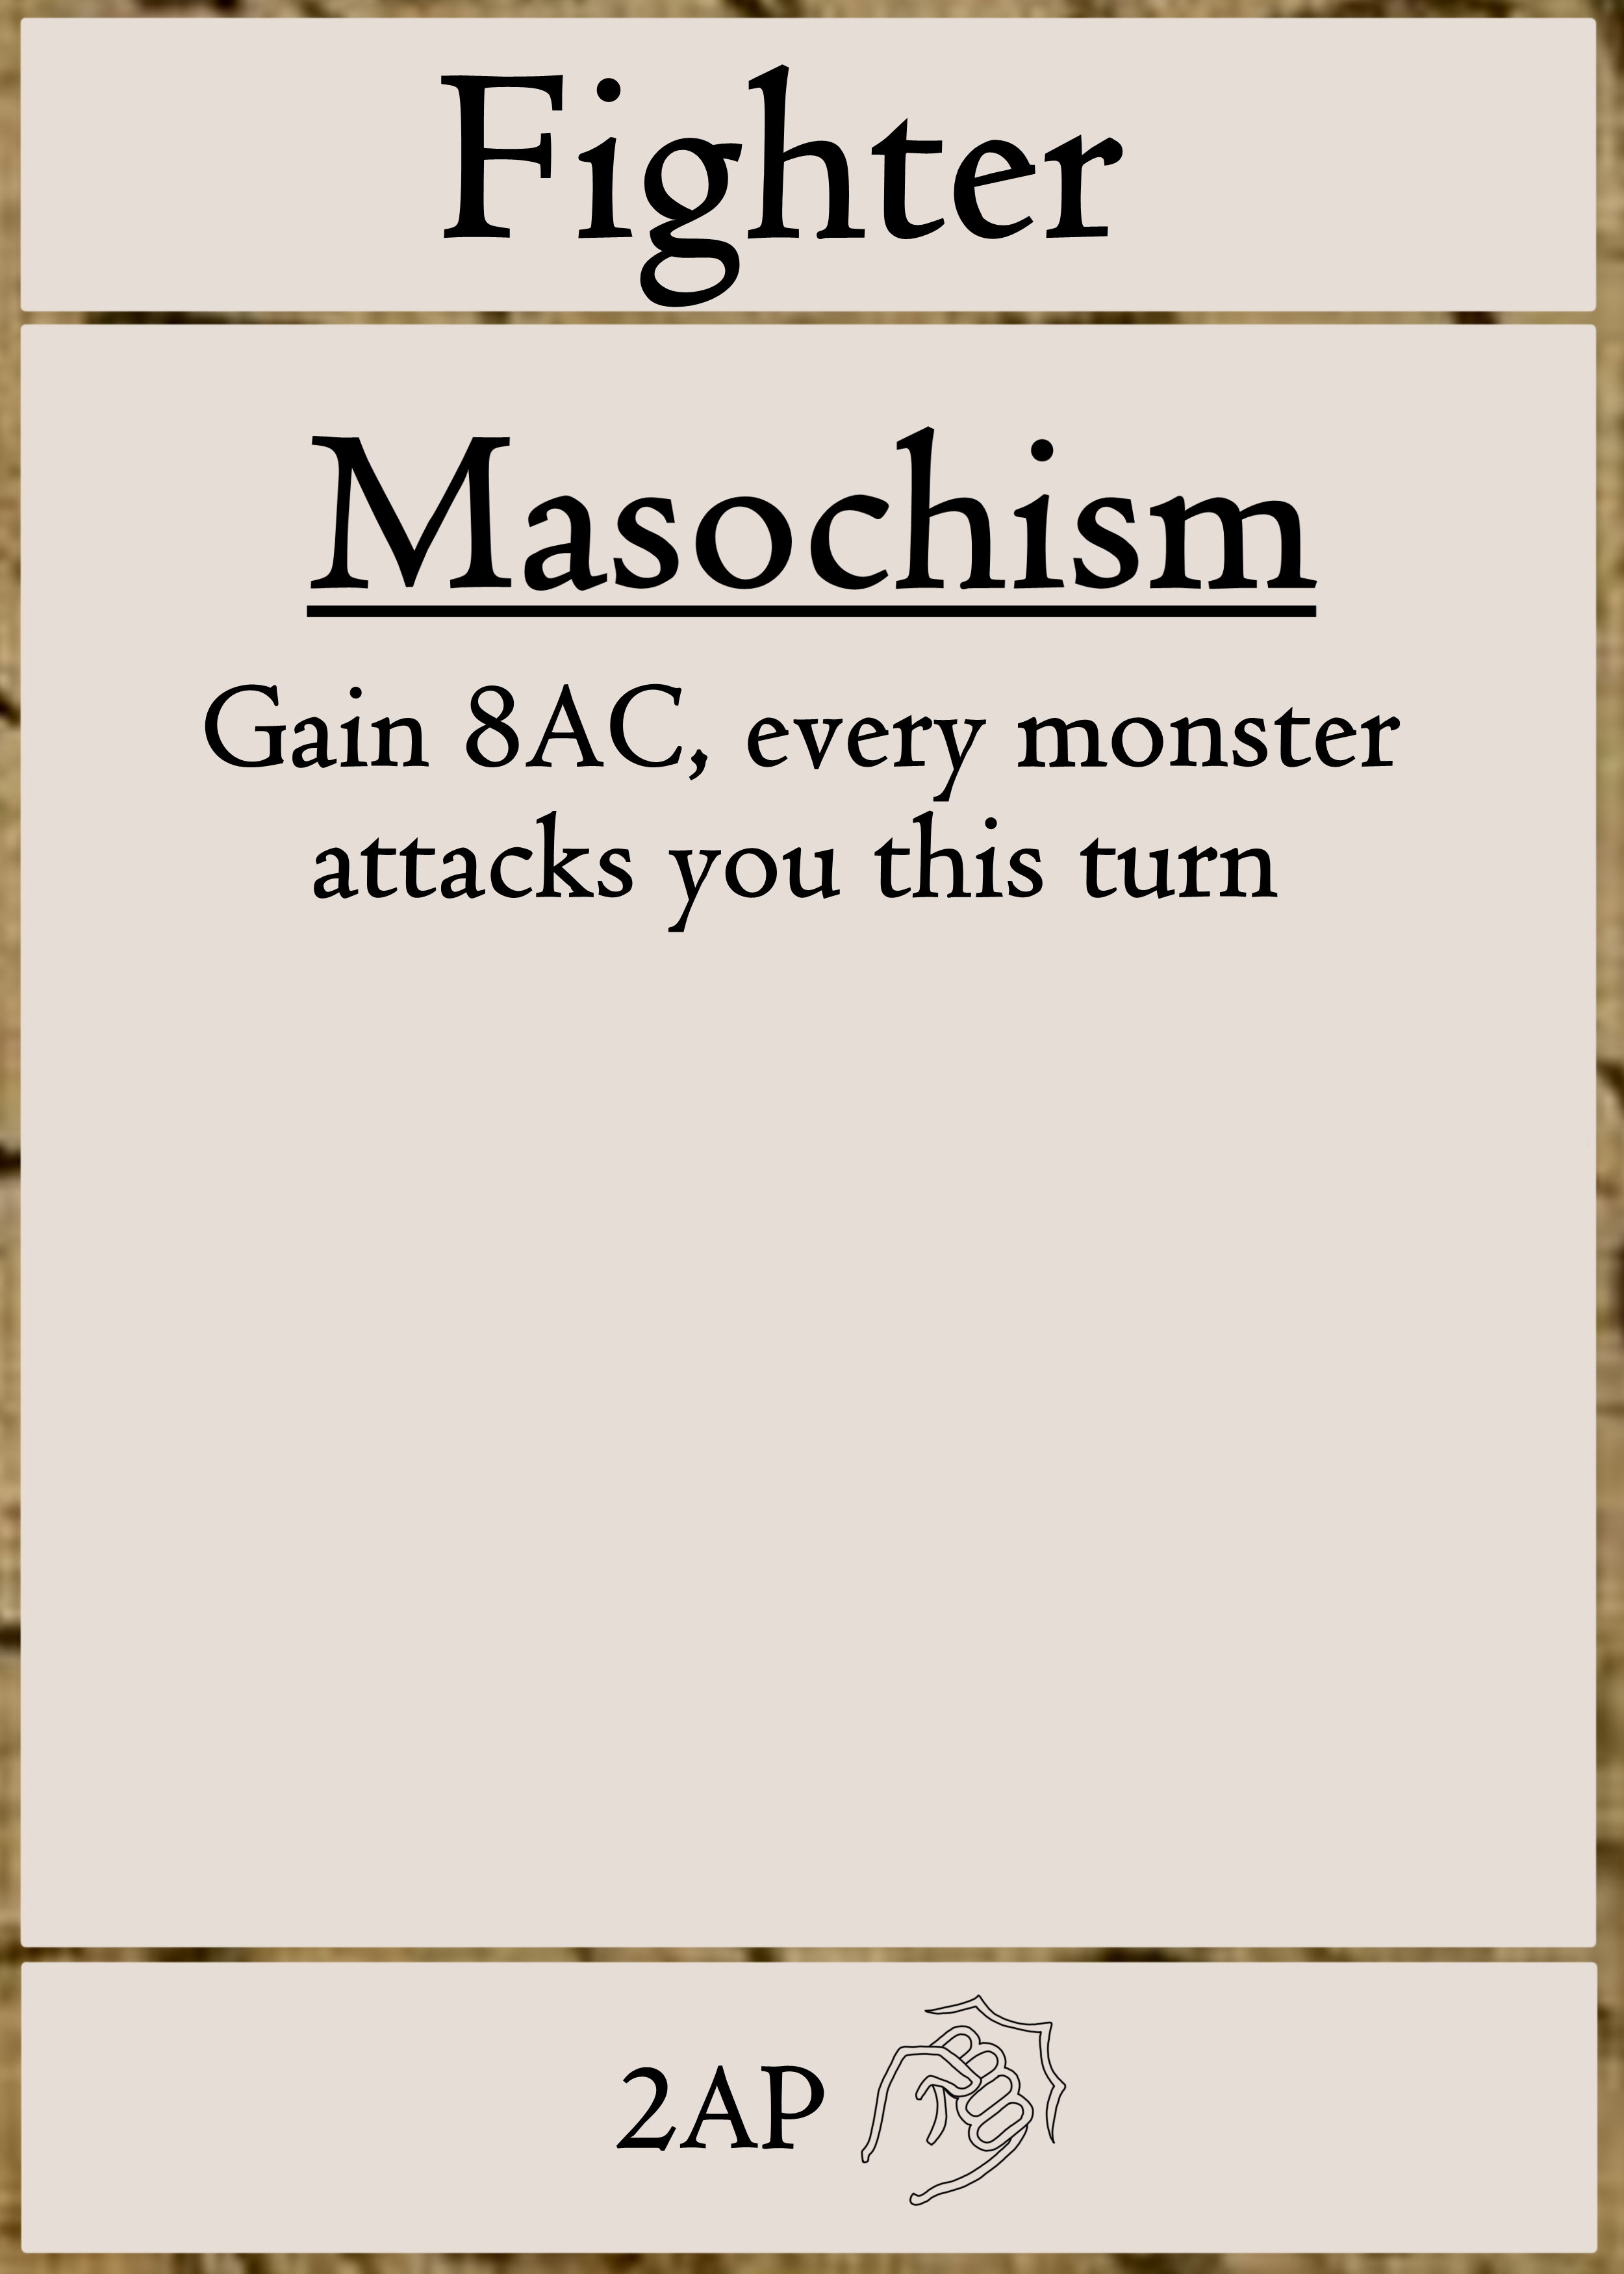 Fighter
Masochism
Gain 8AC, every monster
attacks you this turn
2AP